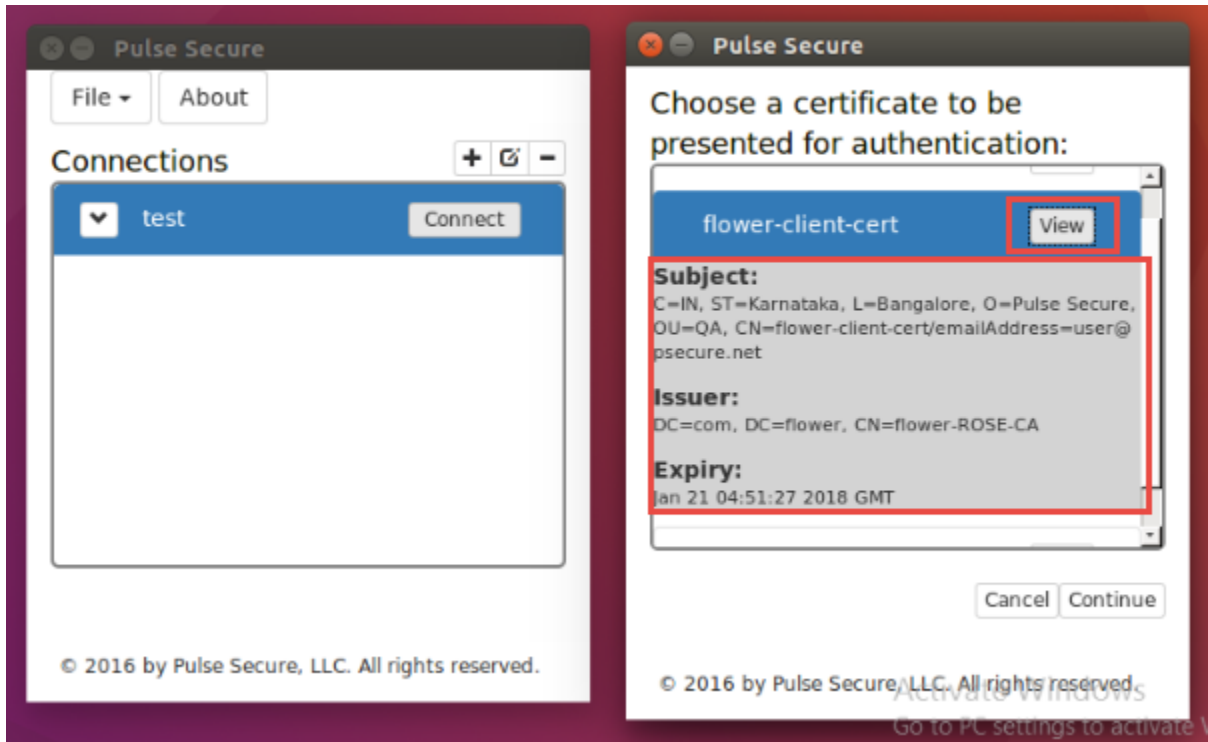 Pulse Secure
File
About
Connections
test
Connect
© 2016 by Pulse Secure, LLC. All rights reserved.
Pulse Secure
Choose a certificate to be
presented for authentication:
flower-client-cert
View
Subject:
C=IN, ST=Karnataka, L=Bangalore, O=Pulse Secure,
OU=QA, CN=flower-client-cert/emailAddress=user@
psecure.net
Issuer:
DC=com, DC=flower, CN=flower-ROSE-CA
Expiry:
Jan 21 04:51:27 2018 GMT
Cancel
Continue
© 2016 by Pulse Secure, LLC. All rights reserved.
Activate Windows
Go to PC settings to activate